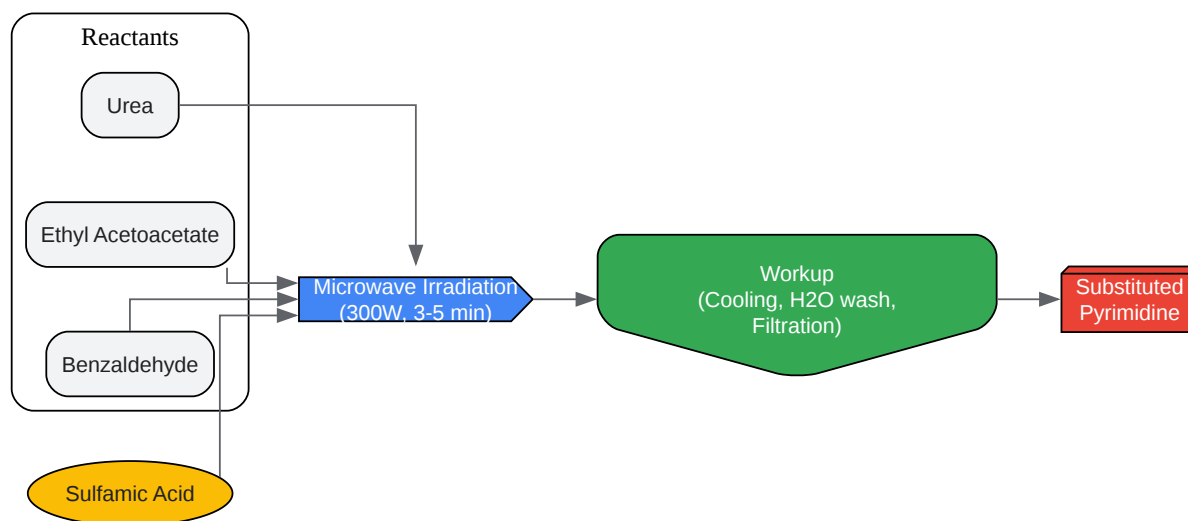 Reactants
Urea
Ethyl Acetoacetate
Benzaldehyde
Sulfamic Acid
Microwave Irradiation
(300W, 3-5 min)
Workup
(Cooling, H2O wash,
Filtration)
Substituted
Pyrimidine